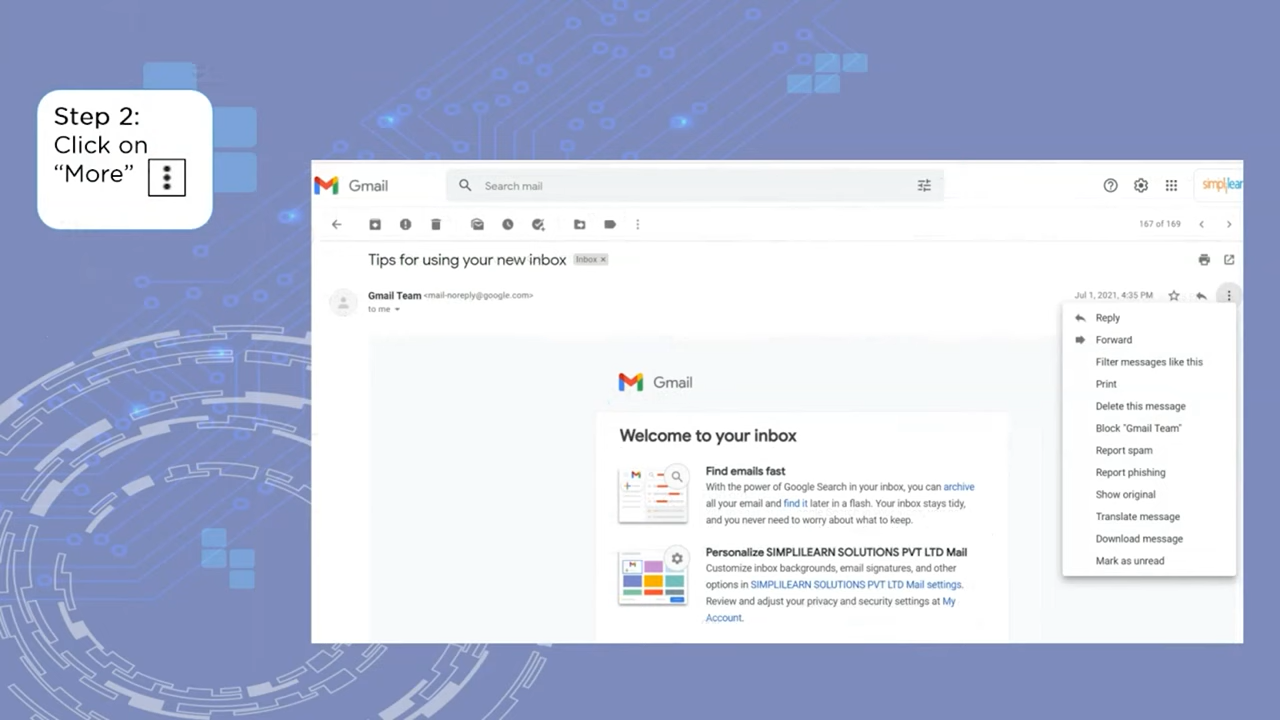 Step 2:
Click on
“More”
Gmail
Search mail
simplilear
167 of 169
Tips for using your new inbox
Inbox ×
Gmail Team <mail-noreply@google.com>
Jul 1, 2021, 4:35 PM
to me
Reply
Forward
Filter messages like this
Print
Delete this message
Block "Gmail Team"
Report spam
Report phishing
Show original
Translate message
Download message
Mark as unread
Gmail
Welcome to your inbox
Find emails fast
With the power of Google Search in your inbox, you can archive
all your email and find it later in a flash. Your inbox stays tidy,
and you never need to worry about what to keep.
Personalize SIMPLILEARN SOLUTIONS PVT LTD Mail
Customize inbox backgrounds, email signatures, and other
options in SIMPLILEARN SOLUTIONS PVT LTD Mail settings.
Review and adjust your privacy and security settings at My
Account.